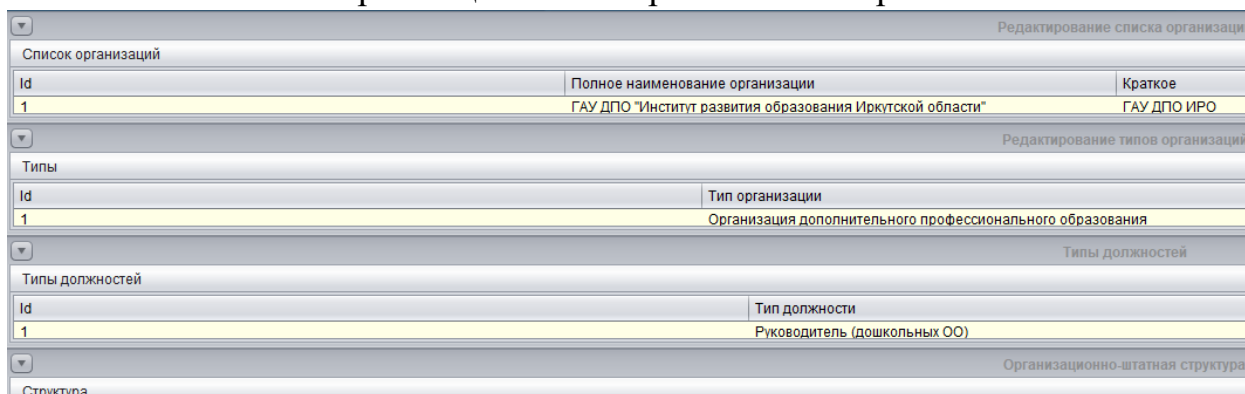 Редактирование списка организаци
Список организаций
Id Полное наименование организации Краткое
1 ГАУ ДПО "Институт развития образования Иркутской области" ГАУ ДПО ИРО
Редактирование типов организаций
Типы
Id Тип организации
1 Организация дополнительного профессионального образования
Типы должностей
Типы должностей
Id Тип должности
1 Руководитель (дошкольных ОО)
Организационно-штатная структура
Структура